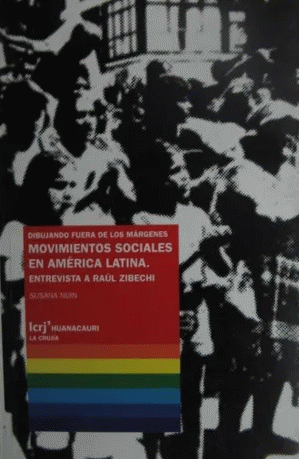 DIBUJANDO FUERA DE LOS MÁRGENES
MOVIMIENTOS SOCIALES
EN AMÉRICA LATINA.
ENTREVISTA A RAÚL ZIBECHI
SUSANA NUIN
lcrj' HUANACAURI
LA CRUJÍA